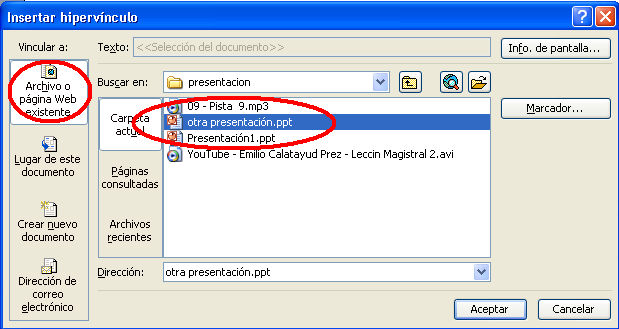 Insertar hipervínculo
Vincular a:
Texto: <<Selección del documento>>
Info. de pantalla...
Archivo o
página Web
existente
Buscar en: presentacion
Marcador...
Carpeta
actual
09 - Pista 9.mp3
otra presentación.ppt
Presentación1.ppt
YouTube - Emilio Calatayud Prez - Leccin Magistral 2.avi
Lugar de este
documento
Páginas
consultadas
Crear nuevo
documento
Archivos
recientes
Dirección de
correo
electrónico
Dirección: otra presentación.ppt
Aceptar
Cancelar